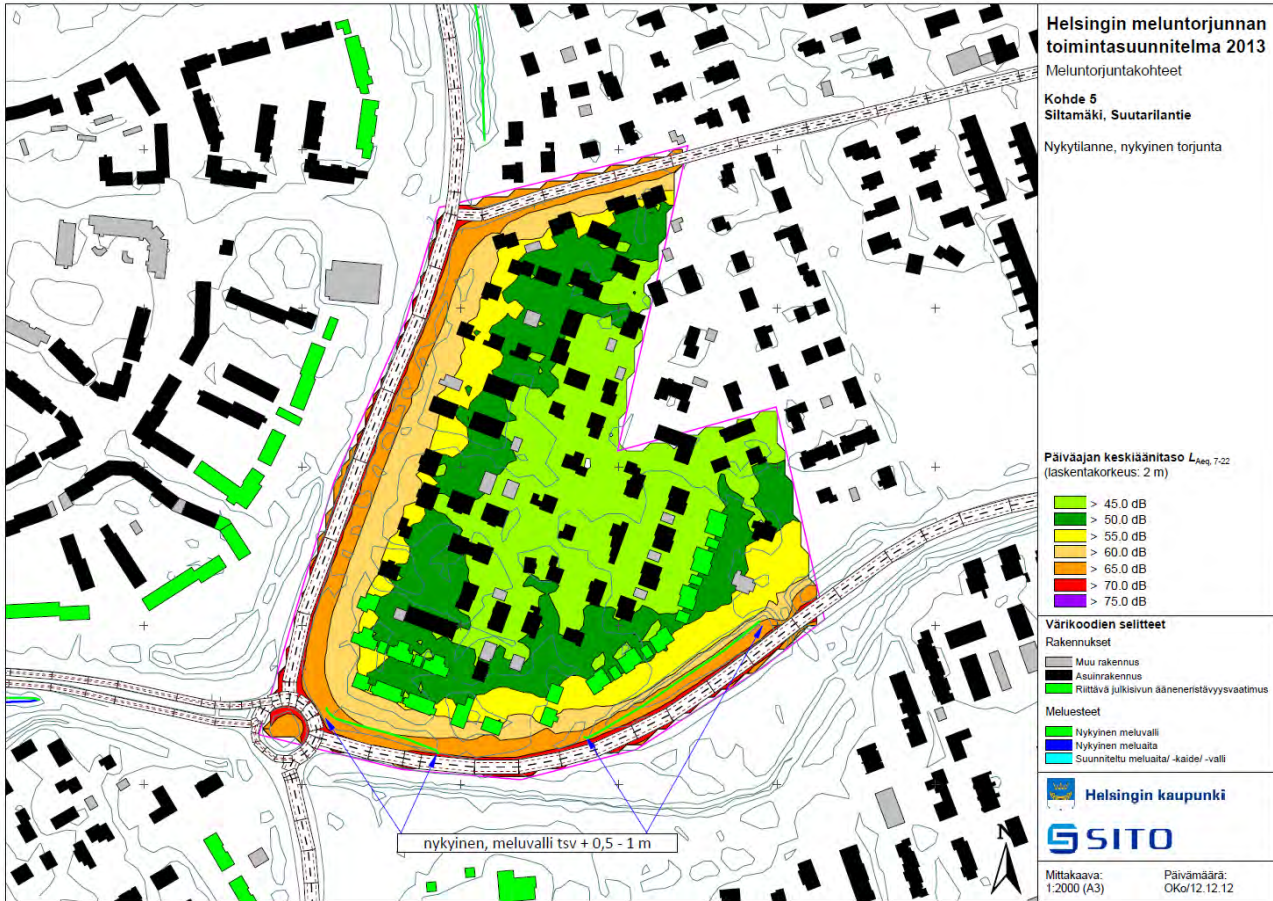 Helsingin meluntorjunnan
toimintasuunnitelma 2013
Meluntorjuntakohteet
Kohde 5
Siltamäki, Suutarilantie
Nykytilanne, nykyinen torjunta
Päiväajan keskiäänitaso LAeq, 7-22
(laskentakorkeus: 2 m)
> 45.0 dB
> 50.0 dB
> 55.0 dB
> 60.0 dB
> 65.0 dB
> 70.0 dB
> 75.0 dB
Värikoodien selitteet
Rakennukset
Muu rakennus
Asuinrakennus
Riittävä julkisivun ääneneristävyysvaatimus
Meluesteet
Nykyinen meluvalli
Nykyinen meluaita
Suunniteltu meluaita/ -kaide/ -valli
Helsingin kaupunki
SITO
Mittakaava:
1:2000 (A3)
Päivämäärä:
OKo/12.12.12
nykyinen, meluvalli tsv + 0,5 - 1 m
N